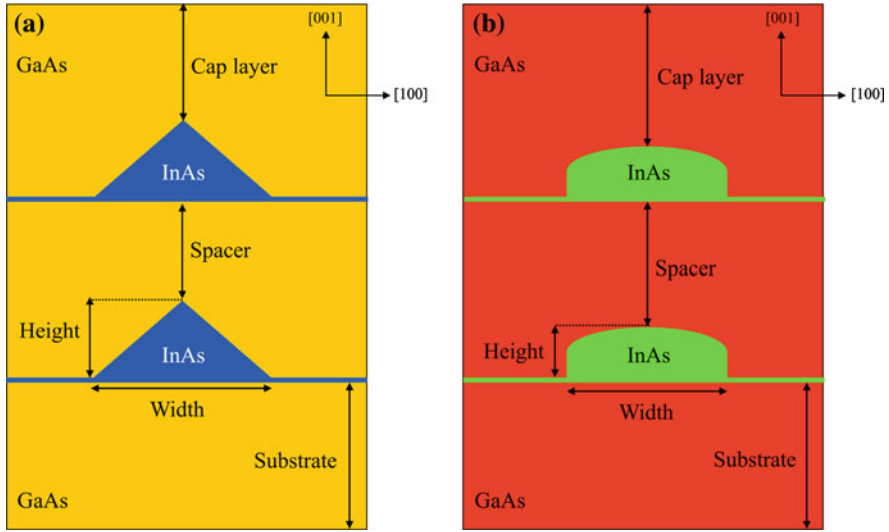 (a)
[001]
GaAs
Cap layer
[100]
InAs
Spacer
Height
InAs
Width
Substrate
GaAs
(b)
[001]
GaAs
Cap layer
[100]
InAs
Spacer
Height
InAs
Width
Substrate
GaAs